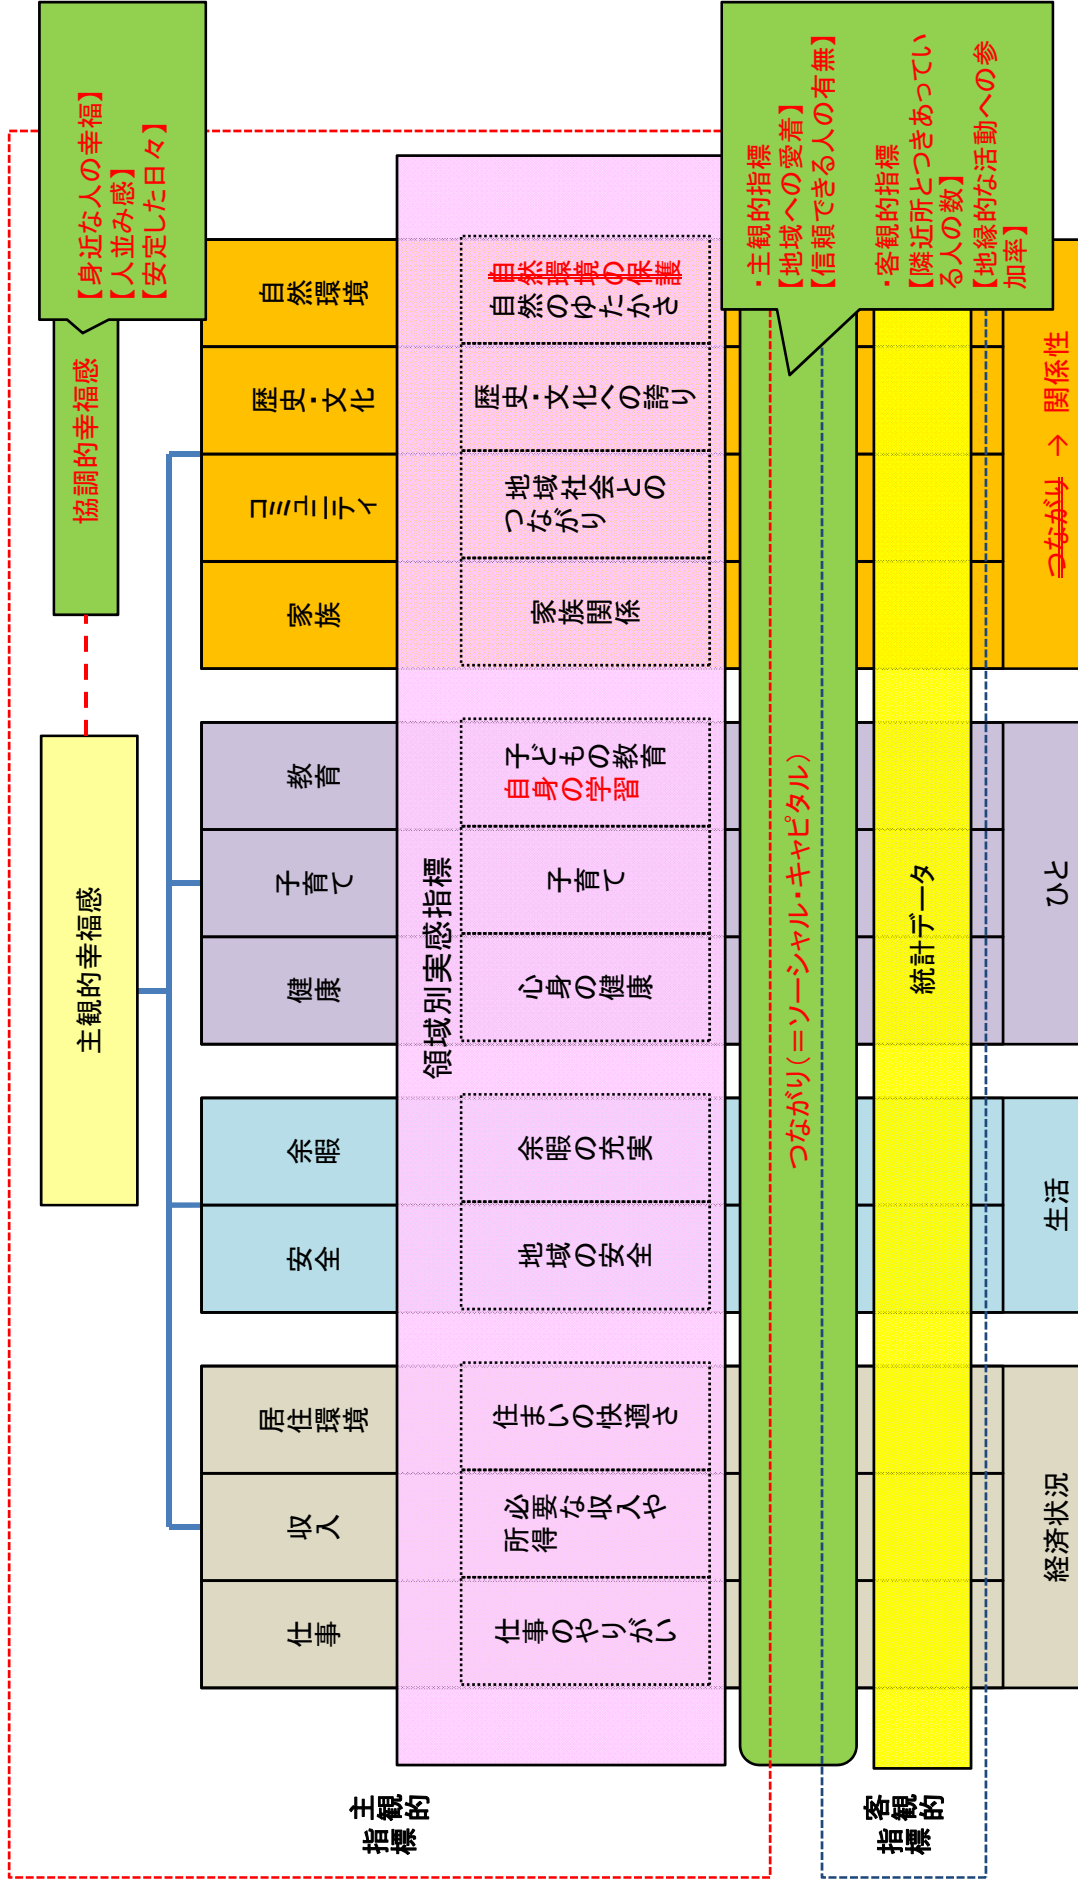 主観的幸福感
協調的幸福感
【身近な人の幸福】
【人並み感】
【安定した日々】
仕事
収入
居住環境
安全
余暇
健康
子育て
教育
家族
コミュニティ
歴史・文化
自然環境
主観的
指標
領域別実感指標
仕事のやりがい
必要な収入や
所得
住まいの快適さ
地域の安全
余暇の充実
心身の健康
子育て
子どもの教育
自身の学習
家族関係
地域社会との
つながり
歴史・文化への誇り
自然環境の保護
自然のゆたかさ
つながり(＝ソーシャル・キャピタル)
・主観的指標
【地域への愛着】
【信頼できる人の有無】
・客観的指標
【隣近所とつきあってい
る人の数】
【地縁的な活動への参
加率】
客観的
指標
統計データ
経済状況
生活
ひと
つながり → 関係性